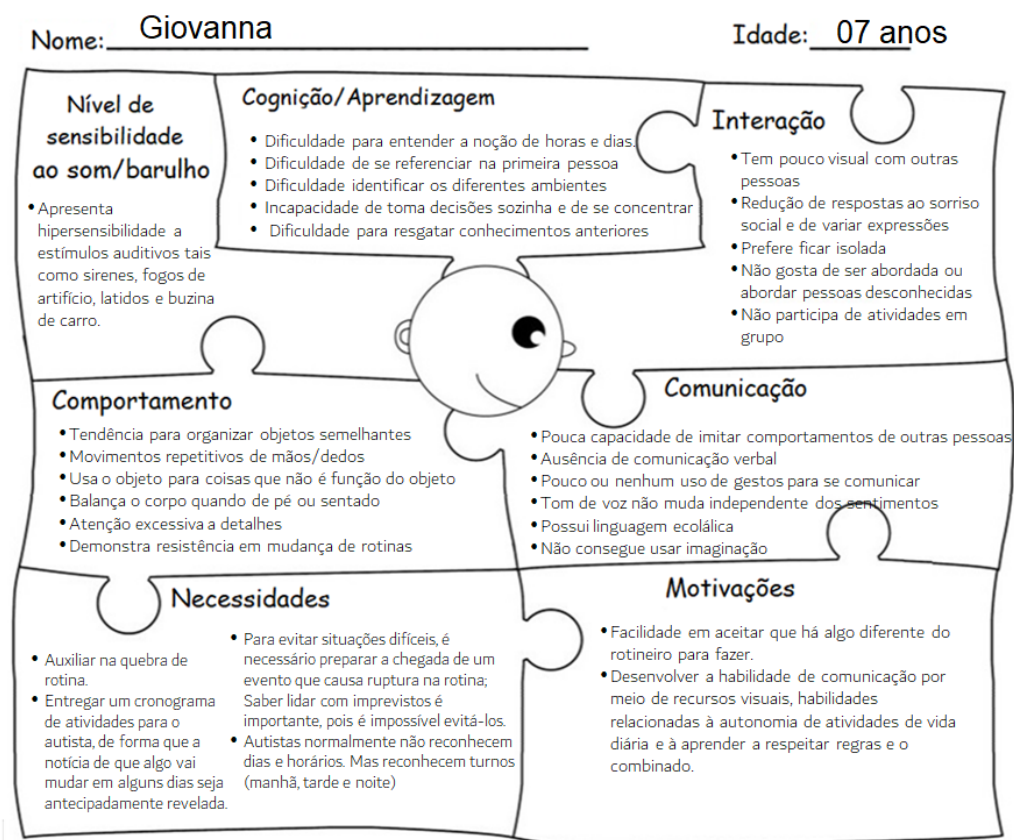 Nome: Giovanna
Idade: 07 anos
Nível de
sensibilidade
ao som/barulho
• Apresenta
hipersensibilidade a
estímulos auditivos tais
como sirenes, fogos de
artifício, latidos e buzina
de carro.
Cognição/Aprendizagem
• Dificuldade para entender a noção de horas e dias.
• Dificuldade de se referenciar na primeira pessoa
• Dificuldade identificar os diferentes ambientes
• Incapacidade de toma decisões sozinha e de se concentrar
• Dificuldade para resgatar conhecimentos anteriores
Interação
• Tem pouco visual com outras
pessoas
• Redução de respostas ao sorriso
social e de variar expressões
• Prefere ficar isolada
• Não gosta de ser abordada ou
abordar pessoas desconhecidas
• Não participa de atividades em
grupo
Comportamento
• Tendência para organizar objetos semelhantes
• Movimentos repetitivos de mãos/dedos
• Usa o objeto para coisas que não é função do objeto
• Balança o corpo quando de pé ou sentado
• Atenção excessiva a detalhes
• Demonstra resistência em mudança de rotinas
Comunicação
• Pouca capacidade de imitar comportamentos de outras pessoas
• Ausência de comunicação verbal
• Pouco ou nenhum uso de gestos para se comunicar
• Tom de voz não muda independente dos sentimentos
• Possui linguagem ecolálica
• Não consegue usar imaginação
Necessidades
• Auxiliar na quebra de
rotina.
• Entregar um cronograma
de atividades para o
autista, de forma que a
notícia de que algo vai
mudar em alguns dias seja
antecipadamente revelada.
• Para evitar situações difíceis, é
necessário preparar a chegada de um
evento que causa ruptura na rotina;
Saber lidar com imprevistos é
importante, pois é impossível evitá-los.
• Autistas normalmente não reconhecem
dias e horários. Mas reconhecem turnos
(manhã, tarde e noite)
Motivações
• Facilidade em aceitar que há algo diferente do
rotineiro para fazer.
• Desenvolver a habilidade de comunicação por
meio de recursos visuais, habilidades
relacionadas à autonomia de atividades de vida
diária e à aprender a respeitar regras e o
combinado.